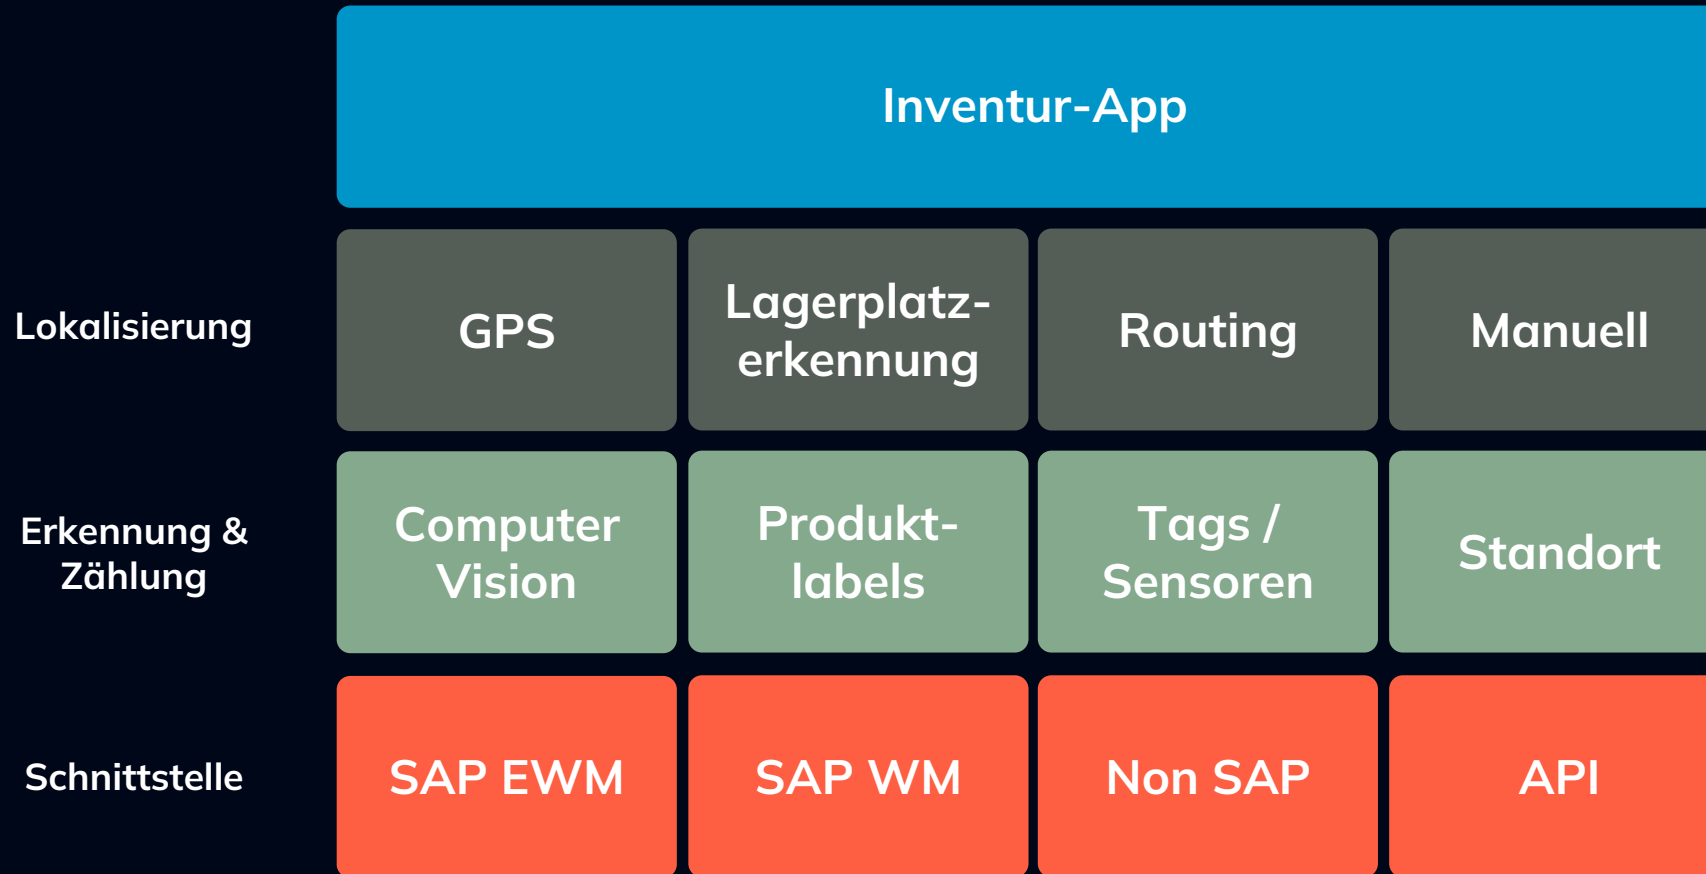 Inventur-App
Lokalisierung
GPS
Lagerplatz-
erkennung
Routing
Manuell
Erkennung &
Zählung
Computer
Vision
Produkt-
labels
Tags /
Sensoren
Standort
Schnittstelle
SAP EWM
SAP WM
Non SAP
API